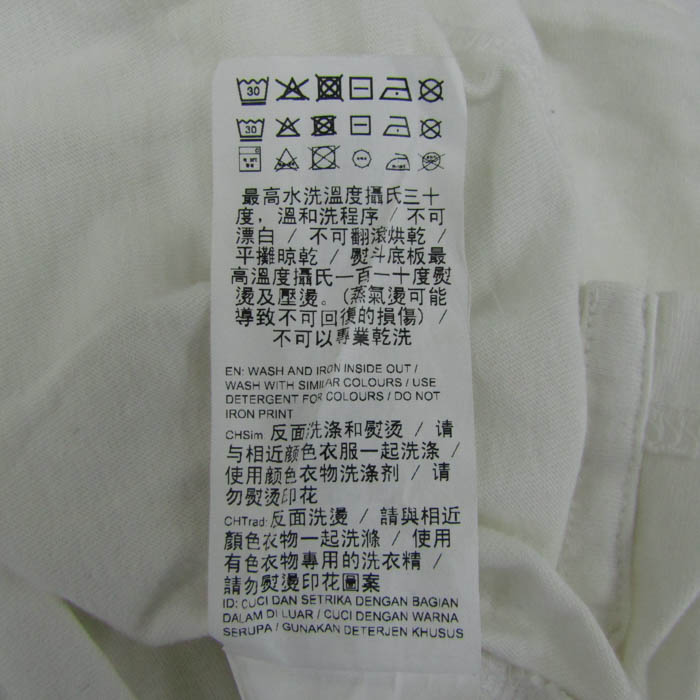 30
30
最高水洗溫度攝氏三十
度，溫和洗程序 / 不可
漂白 / 不可翻滾烘乾 /
平攤晾乾 / 熨斗底板最
高溫度攝氏一百一十度熨
燙及壓燙。(蒸氣燙可能
導致不可回復的損傷) /
不可以專業乾洗
EN: WASH AND IRON INSIDE OUT /
WASH WITH SIMILAR COLOURS / USE
DETERGENT FOR COLOURS / DO NOT
IRON PRINT
CHSim 反面洗涤和熨烫 / 请
与相近颜色衣服一起洗涤 /
使用颜色衣物洗涤剂 / 请
勿熨烫印花
CHTrad: 反面洗燙 / 請與相近
顏色衣物一起洗滌 / 使用
有色衣物專用的洗衣精 /
請勿熨燙印花圖案
ID: CUCI DAN SETRIKA DENGAN BAGIAN
DALAM DI LUAR / CUCI DENGAN WARNA
SERUPA / GUNAKAN DETERJEN KHUSUS